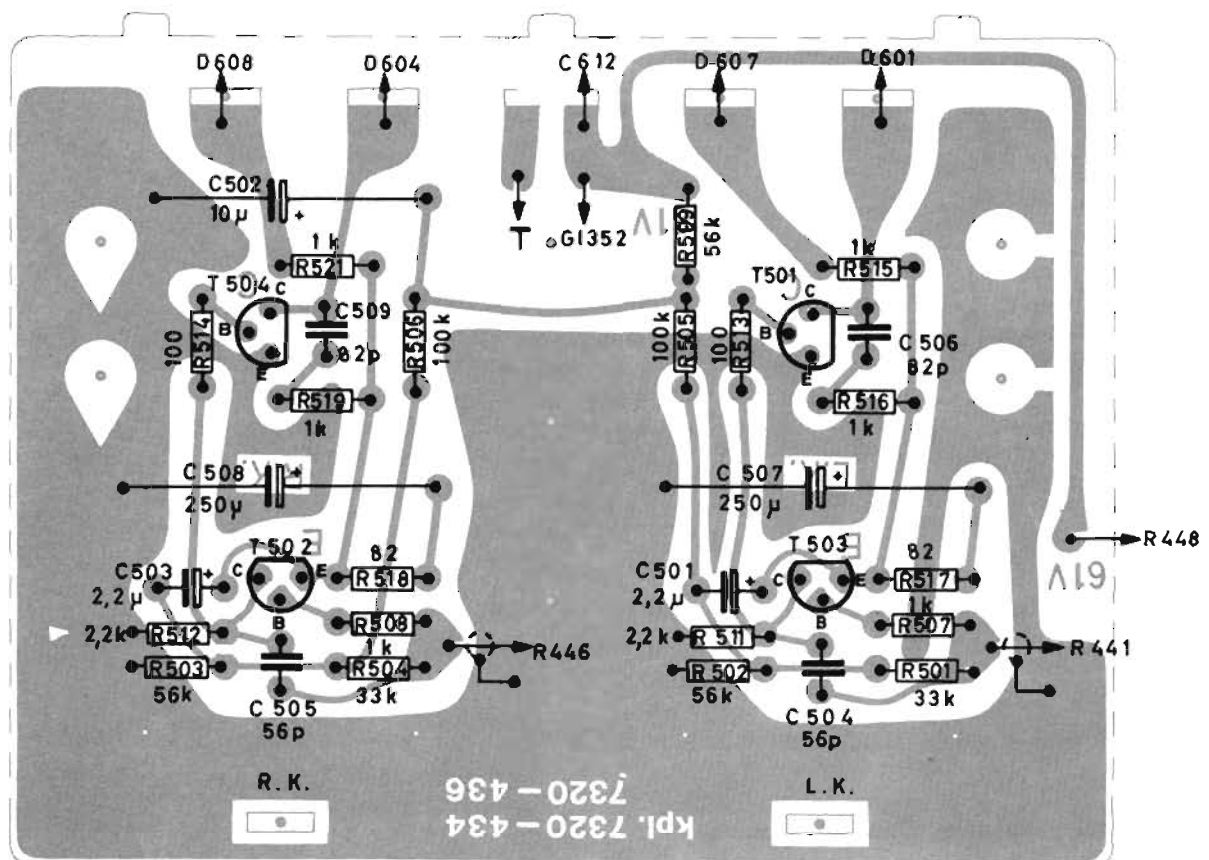 D608 D604 C612 D607 D601
C502
10µ +
1k
R521
T504 C
C509
B
R514
100
E
82p
R506
100k
R519
1k
T G1352
1V
R509
56k
1k
R515
T501 C
B
R505
100k
R513
100
E
C506
82p
R516
1k
C508 +
250µ
C507 +
250µ
R448
61V
T502 E
C E
B
C503 +
2,2µ
82
R518
R508
1k
2,2k R512
R503
56k
R504
33k
R446
C505
56p
T503 E
C E
B
C501 +
2,2µ
82
R517
1k
R507
2,2k R511
R502
56k
R501
33k
R441
C504
56p
R.K. L.K.
7320-436
kpl. 7320-434